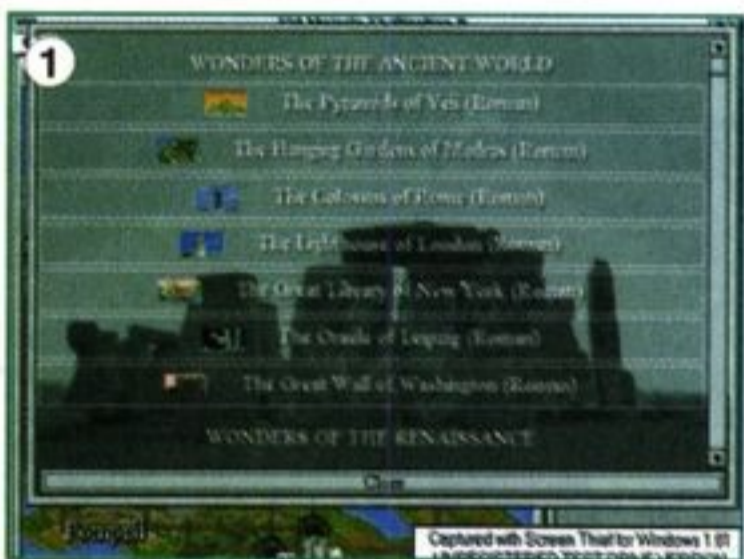 1
WONDERS OF THE ANCIENT WORLD
The Pyramids of Veii (Roman)
The Hanging Gardens of Madras (Roman)
The Colossus of Rome (Roman)
The Lighthouse of London (Roman)
The Great Library of New York (Roman)
The Oracle of Leipzig (Roman)
The Great Wall of Washington (Roman)
WONDERS OF THE RENAISSANCE
Close
Pompeii
Captured with Screen Thief for Windows 1.01